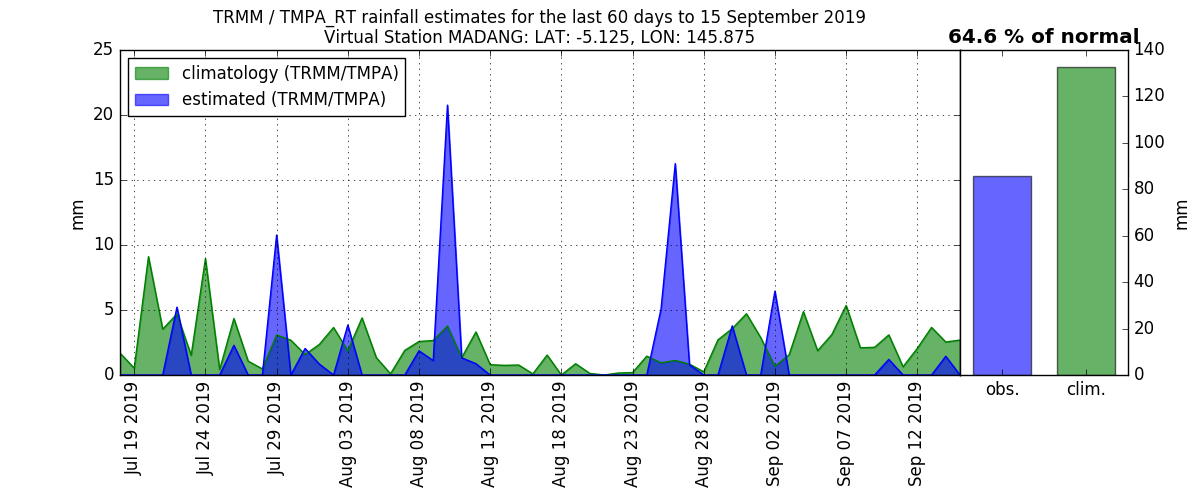 TRMM / TMPA_RT rainfall estimates for the last 60 days to 15 September 2019
Virtual Station MADANG: LAT: -5.125, LON: 145.875
64.6 % of normal
climatology (TRMM/TMPA)
estimated (TRMM/TMPA)
25
20
15
10
5
0
mm
Jul 19 2019
Jul 24 2019
Jul 29 2019
Aug 03 2019
Aug 08 2019
Aug 13 2019
Aug 18 2019
Aug 23 2019
Aug 28 2019
Sep 02 2019
Sep 07 2019
Sep 12 2019
obs.
clim.
140
120
100
80
60
40
20
0
mm